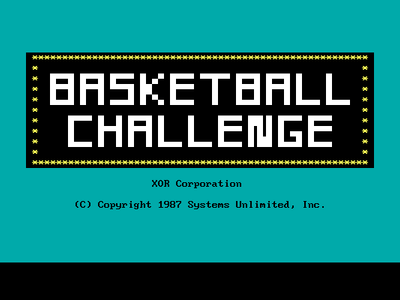 BASKETBALL
CHALLENGE
XOR Corporation
(C) Copyright 1987 Systems Unlimited, Inc.